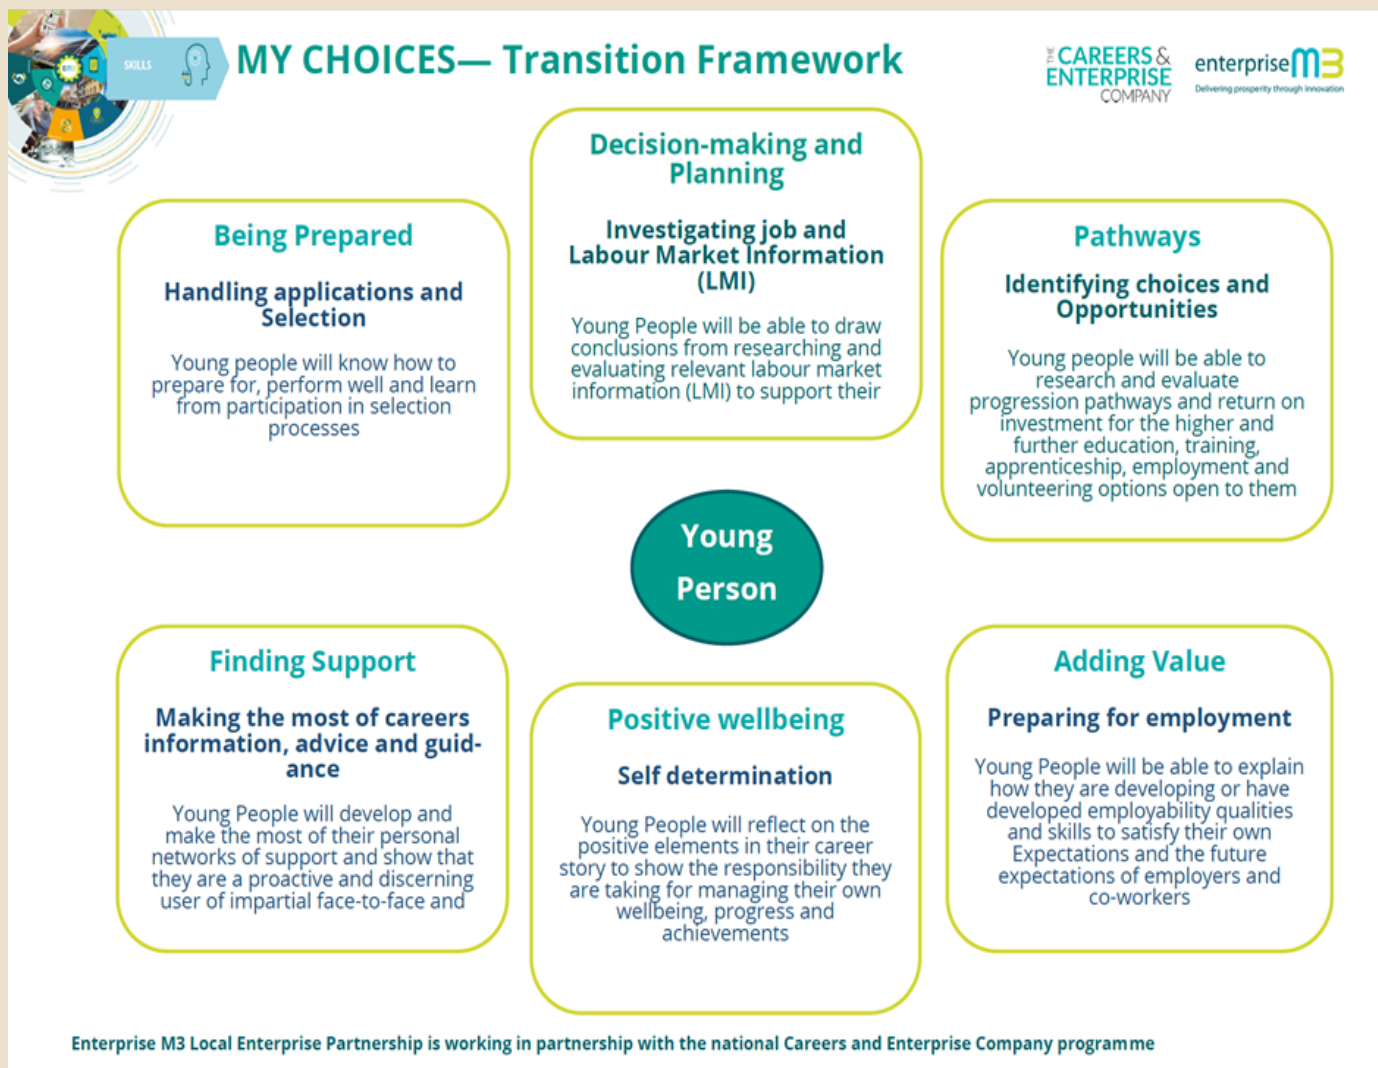 SKILLS
MY CHOICES— Transition Framework
THE
CAREERS &
ENTERPRISE
COMPANY
enterprise M3
Delivering prosperity through innovation
Being Prepared
Handling applications and
Selection
Young people will know how to
prepare for, perform well and learn
from participation in selection
processes
Decision-making and
Planning
Investigating job and
Labour Market Information
(LMI)
Young People will be able to draw
conclusions from researching and
evaluating relevant labour market
information (LMI) to support their
Pathways
Identifying choices and
Opportunities
Young people will be able to
research and evaluate
progression pathways and return on
investment for the higher and
further education, training,
apprenticeship, employment and
volunteering options open to them
Young
Person
Finding Support
Making the most of careers
information, advice and guid-
ance
Young People will develop and
make the most of their personal
networks of support and show that
they are a proactive and discerning
user of impartial face-to-face and
Positive wellbeing
Self determination
Young People will reflect on the
positive elements in their career
story to show the responsibility they
are taking for managing their own
wellbeing, progress and
achievements
Adding Value
Preparing for employment
Young People will be able to explain
how they are developing or have
developed employability qualities
and skills to satisfy their own
Expectations and the future
expectations of employers and
co-workers
Enterprise M3 Local Enterprise Partnership is working in partnership with the national Careers and Enterprise Company programme